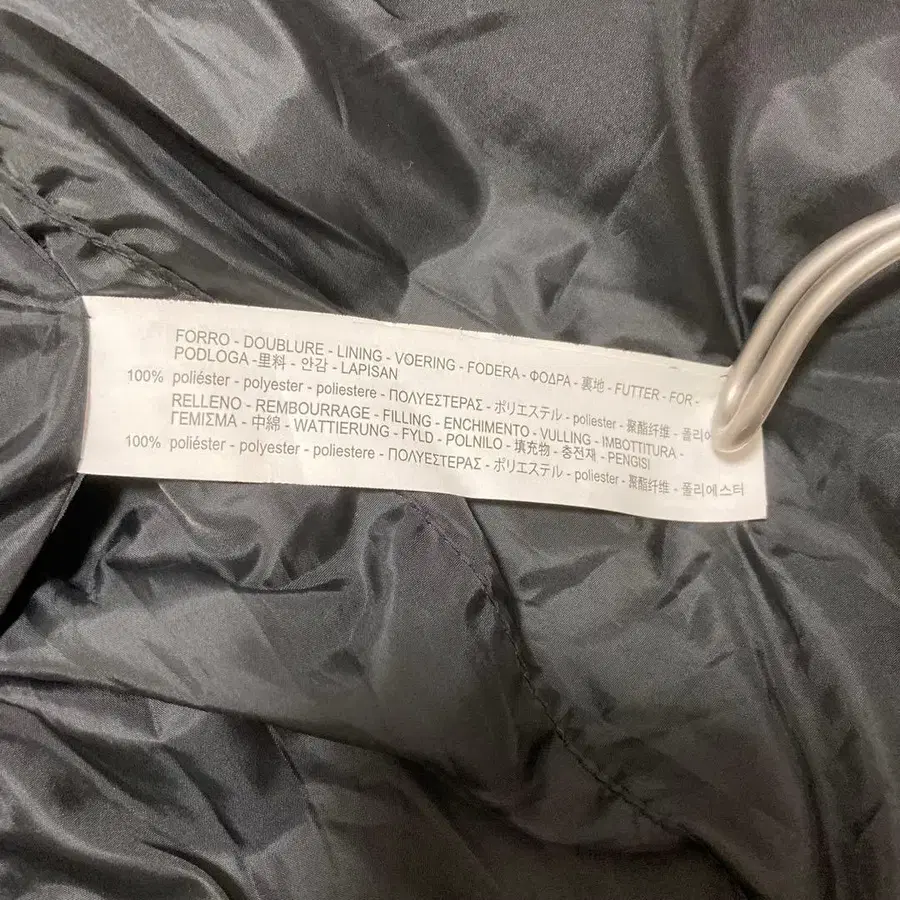 FORRO - DOUBLURE - LINING - VOERING - FODERA - ΦΟΔΡΑ - 裏地 - FUTTER - FOR -
PODLOGA -里料 - 안감 - LAPISAN
100% poliéster - polyester - poliestere - ΠΟΛΥΕΣΤΕΡΑΣ - ポリエステル - poliester - 聚酯纤维 - 폴리
RELLENO - REMBOURRAGE - FILLING - ENCHIMENTO - VULLING - IMBOTTITURA -
ΓΕΜΙΣΜΑ - 中綿 - WATTIERUNG - FYLD - POLNILO - 填充物 - 충전재 - PENGISI
100% poliéster - polyester - poliestere - ΠΟΛΥΕΣΤΕΡΑΣ - ポリエステル - poliester - 聚酯纤维 - 폴리에스터